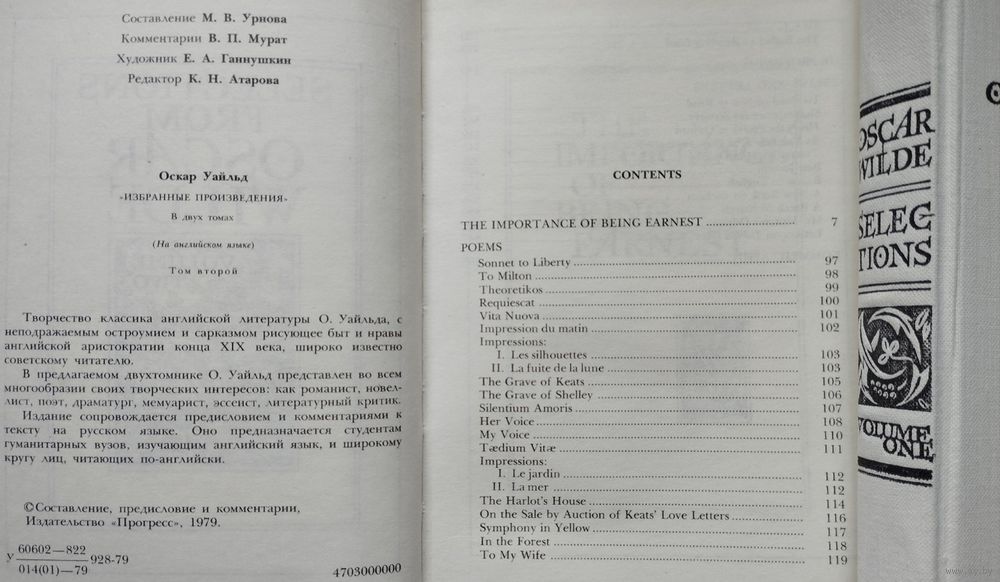 Составление М. В. Урнова
Комментарии В. П. Мурат
Художник Е. А. Ганнушкин
Редактор К. Н. Атарова
Оскар Уайльд
«ИЗБРАННЫЕ ПРОИЗВЕДЕНИЯ»
В двух томах
(На английском языке)
Том второй
Творчество классика английской литературы О. Уайльда, с
неподражаемым остроумием и сарказмом рисующее быт и нравы
английской аристократии конца XIX века, широко известно
советскому читателю.
В предлагаемом двухтомнике О. Уайльд представлен во всем
многообразии своих творческих интересов: как романист, новел-
лист, поэт, драматург, мемуарист, эссеист, литературный критик.
Издание сопровождается предисловием и комментариями к
тексту на русском языке. Оно предназначается студентам
гуманитарных вузов, изучающим английский язык, и широкому
кругу лиц, читающих по-английски.
© Составление, предисловие и комментарии,
Издательство «Прогресс», 1979.
У 60602—822
014(01)—79 928-79
4703000000
CONTENTS
THE IMPORTANCE OF BEING EARNEST 7
POEMS
Sonnet to Liberty 97
To Milton 98
Theoretikos 99
Requiescat 100
Vita Nuova 101
Impression du matin 102
Impressions:
I. Les silhouettes 103
II. La fuite de la lune 103
The Grave of Keats 105
The Grave of Shelley 106
Silentium Amoris 107
Her Voice 108
My Voice 110
Tædium Vitæ 111
Impressions:
I. Le jardin 112
II. La mer 112
The Harlot's House 114
On the Sale by Auction of Keats' Love Letters 116
Symphony in Yellow 117
In the Forest 118
To My Wife 119
OSCAR
WILDE
SELEC
TIONS
VOLUME
ONE